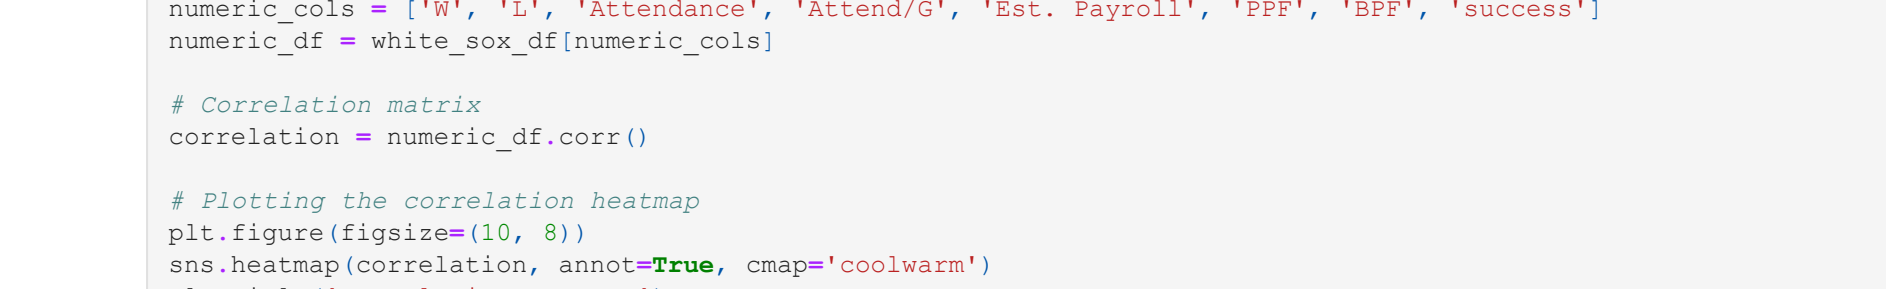 numeric_cols = ['W', 'L', 'Attendance', 'Attend/G', 'Est. Payroll', 'PPF', 'BPF', 'success']
numeric_df = white_sox_df[numeric_cols]
# Correlation matrix
correlation = numeric_df.corr()
# Plotting the correlation heatmap
plt.figure(figsize=(10, 8))
sns.heatmap(correlation, annot=True, cmap='coolwarm')